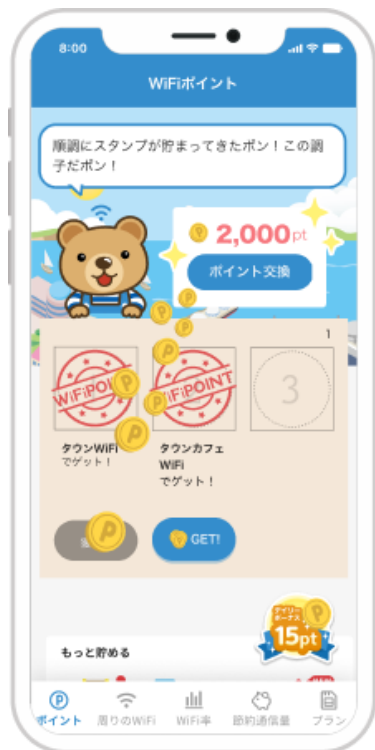 8:00
WiFiポイント
順調にスタンプが貯まってきたポン！この調
子だポン！
2,000pt
ポイント交換
1
WiFiPOI
WiFiPOINT
3
タウンWiFi
でゲット！
タウンカフェ
WiFi
でゲット！
GET!
デイリー
ボーナス
15pt
もっと貯める
ポイント 周りのWiFi WiFi率 節約通信量 プラン